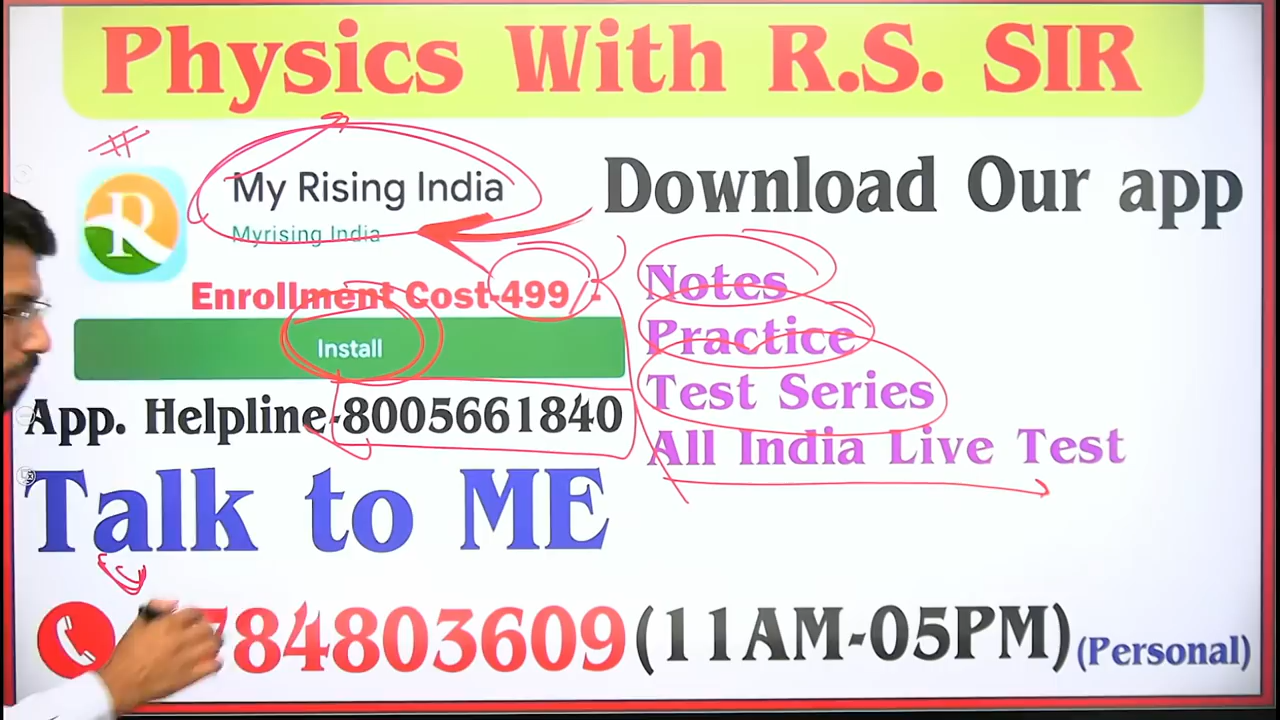 Physics With R.S. SIR
My Rising India
Myrising India
Download Our app
Enrollment Cost-499/-
Install
App. Helpline-8005661840
Notes
Practice
Test Series
All India Live Test
Talk to ME
784803609 (11AM-05PM) (Personal)